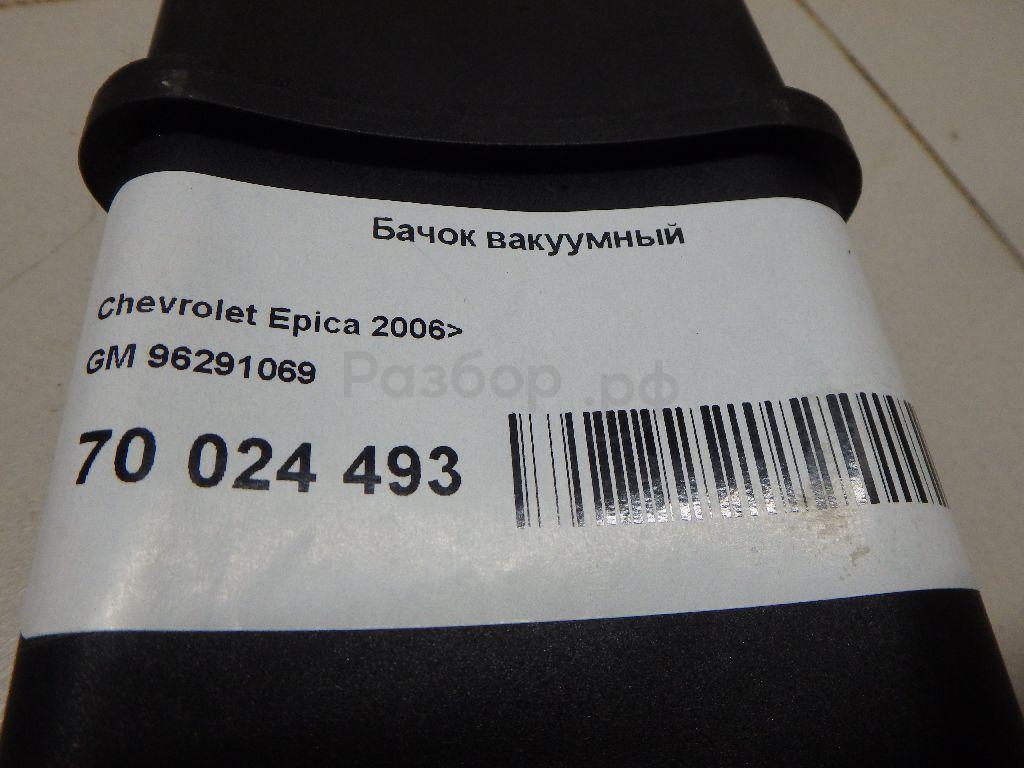 Бачок вакуумный
Chevrolet Epica 2006>
GM 96291069
Разбор.рф
70 024 493